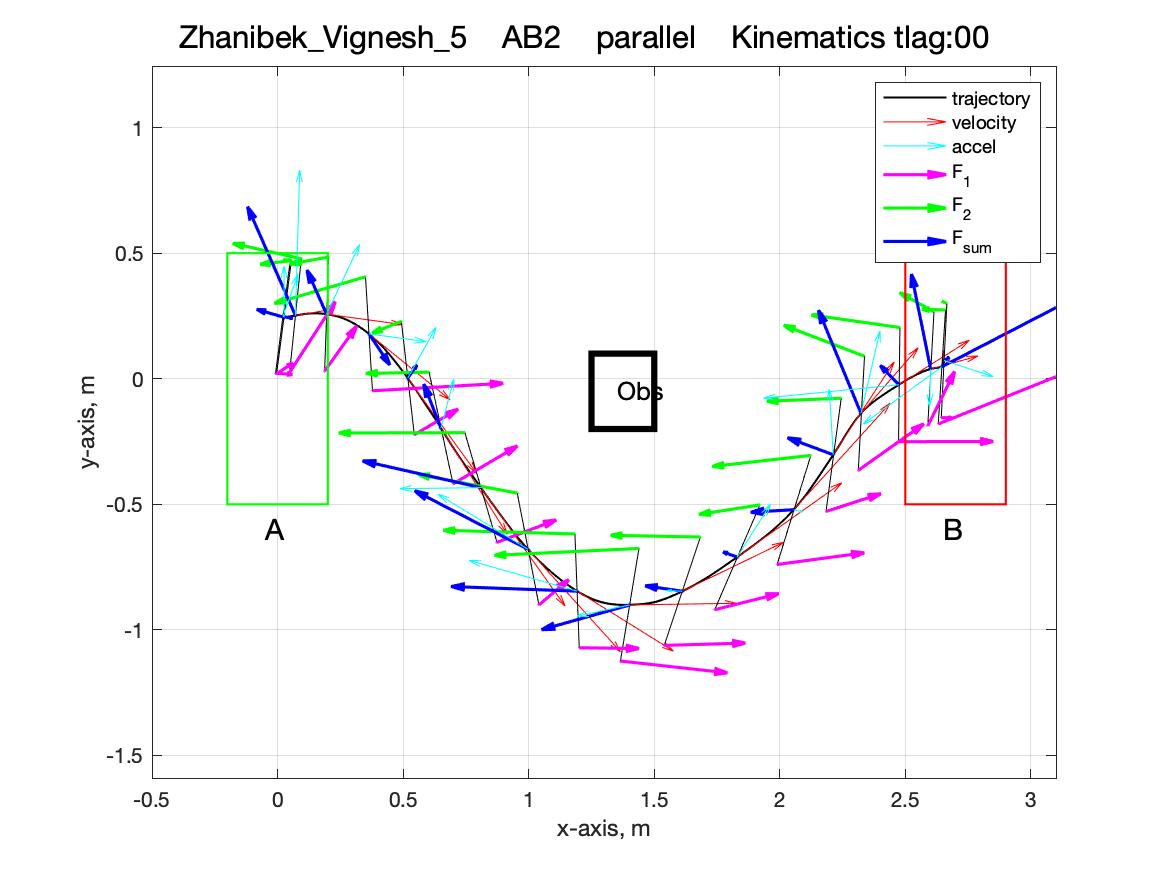 Zhanibek_Vignesh_5 AB2 parallel Kinematics tlag:00
trajectory
velocity
accel
F1
F2
Fsum
1
0.5
0
-0.5
-1
-1.5
y-axis, m
Obs
A
B
-0.5 0 0.5 1 1.5 2 2.5 3
x-axis, m